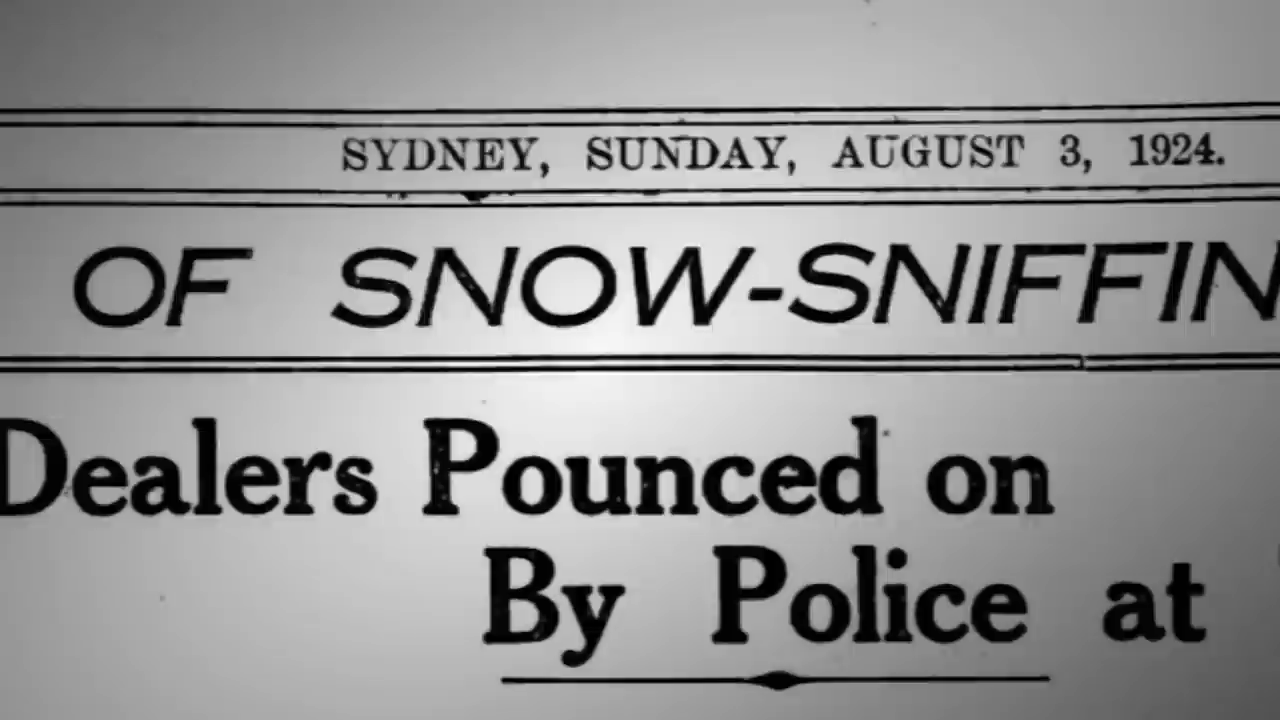 SYDNEY, SUNDAY, AUGUST 3, 1924.
OF SNOW-SNIFFIN
Dealers Pounced on
By Police at